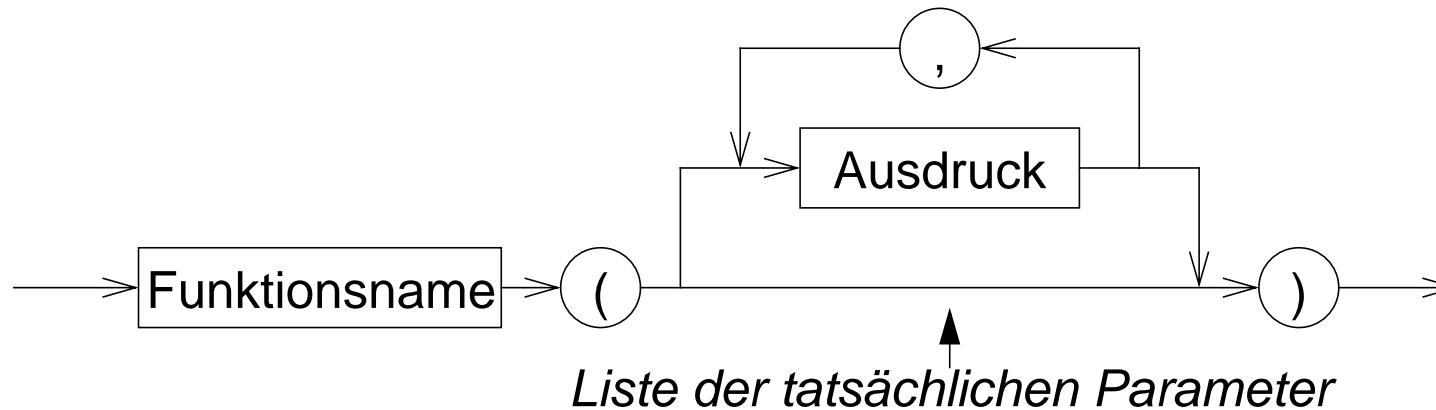 ,
Ausdruck
Funktionsname ( )
Liste der tatsächlichen Parameter